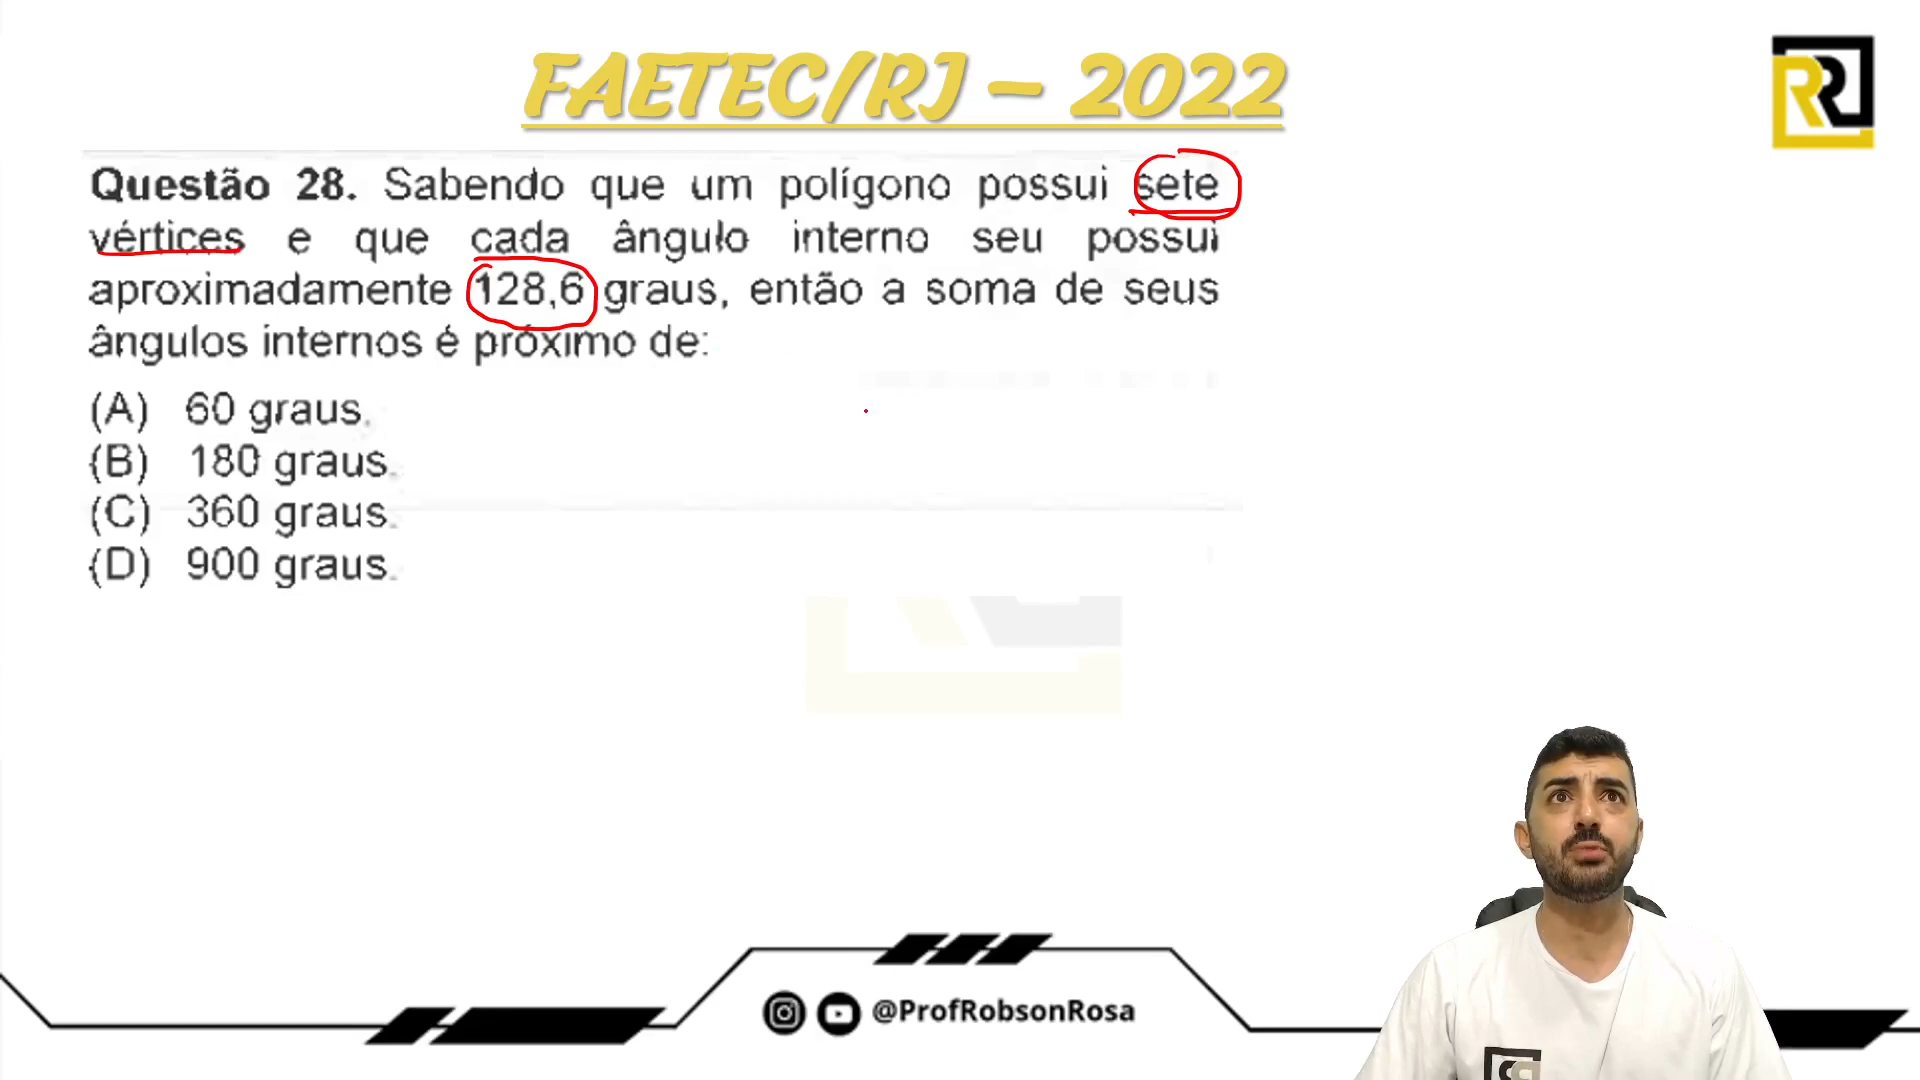 FAETEC/RJ – 2022
Questão 28. Sabendo que um polígono possui sete
vértices e que cada ângulo interno seu possui
aproximadamente 128,6 graus, então a soma de seus
ângulos internos é próximo de:
(A) 60 graus.
(B) 180 graus.
(C) 360 graus.
(D) 900 graus.
@ProfRobsonRosa